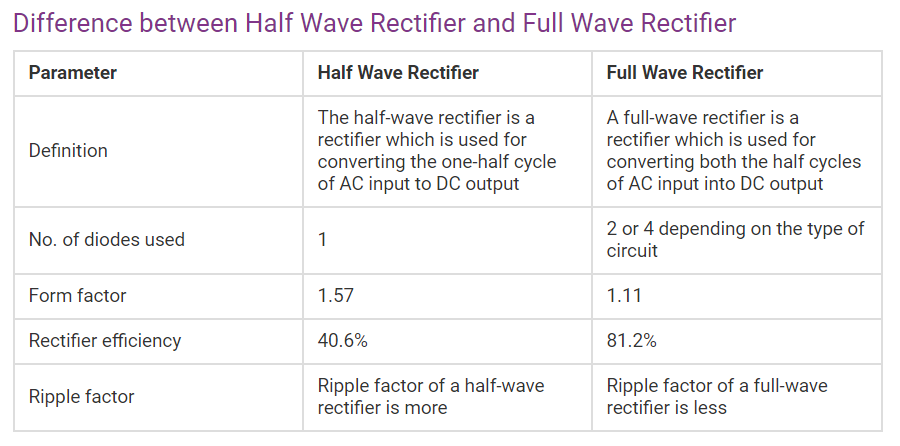 Difference between Half Wave Rectifier and Full Wave Rectifier
Parameter
Half Wave Rectifier
Full Wave Rectifier
Definition
The half-wave rectifier is a
rectifier which is used for
converting the one-half cycle
of AC input to DC output
A full-wave rectifier is a
rectifier which is used for
converting both the half cycles
of AC input into DC output
No. of diodes used
1
2 or 4 depending on the type of
circuit
Form factor
1.57
1.11
Rectifier efficiency
40.6%
81.2%
Ripple factor
Ripple factor of a half-wave
rectifier is more
Ripple factor of a full-wave
rectifier is less